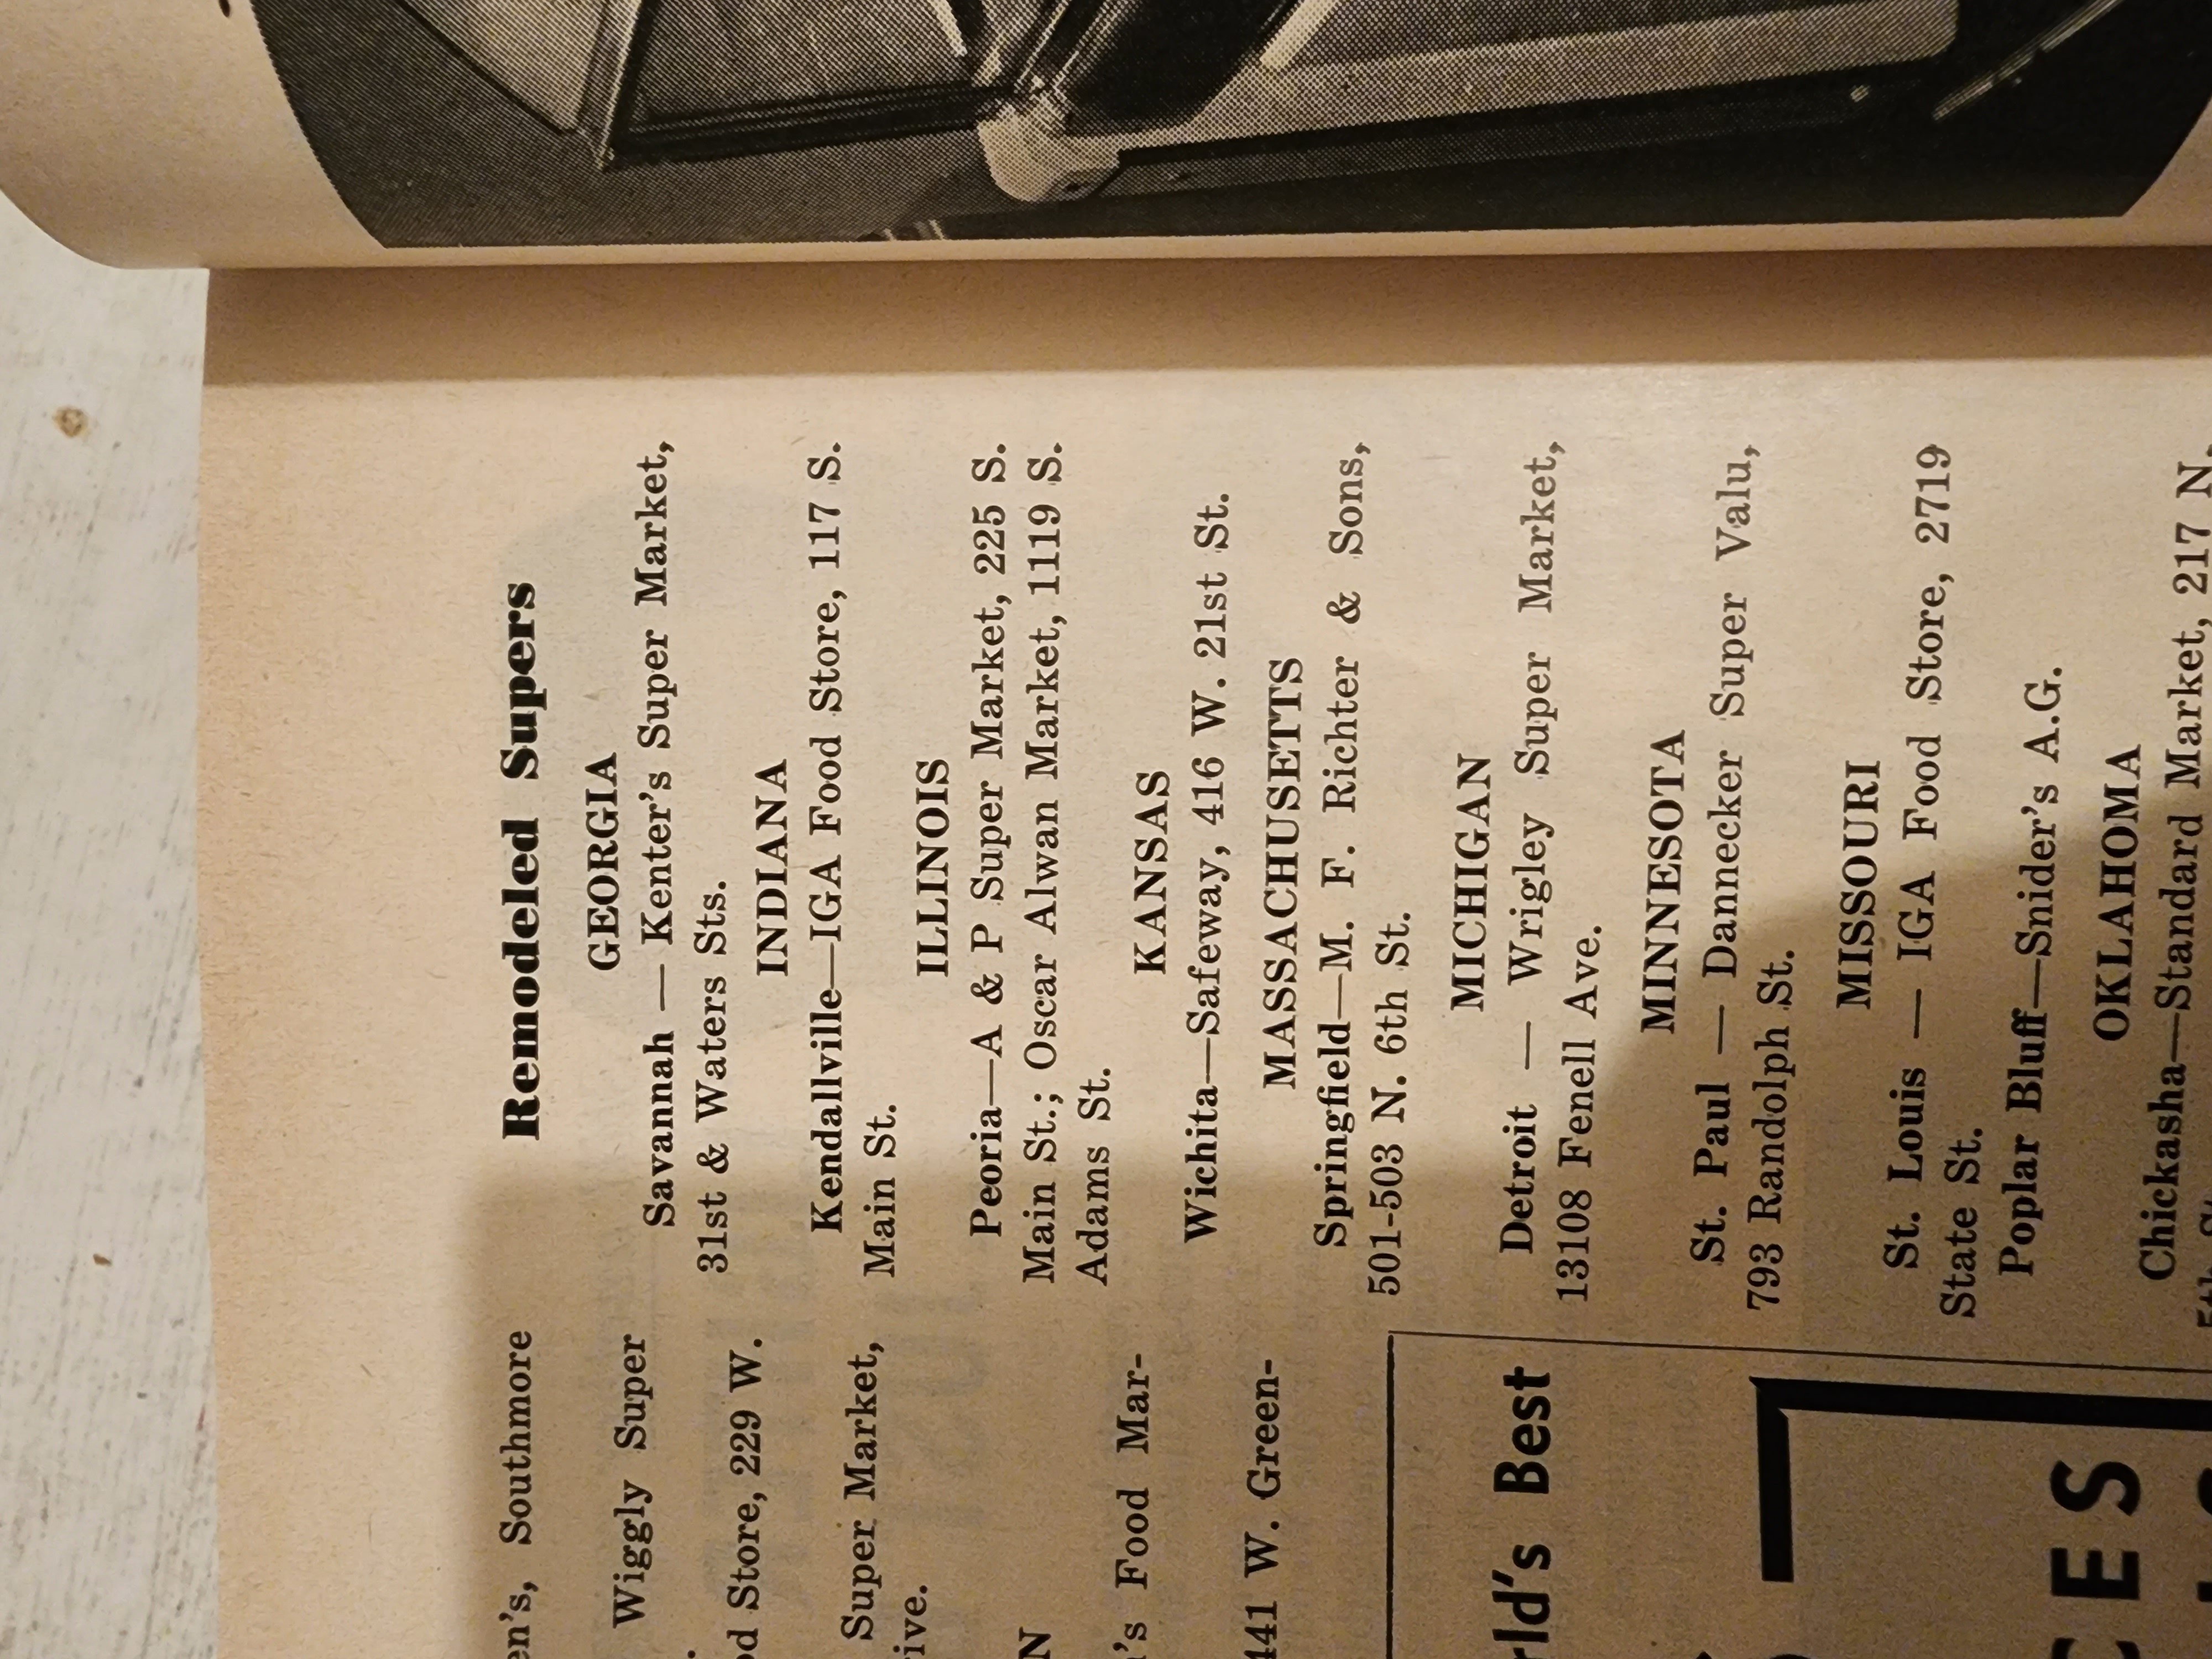 en's, Southmore
Wiggly Super
Store, 229 W.
Super Market,
Food Mar-
441 W. Green-
Best
Remodeled Supers
GEORGIA
Savannah — Kenter's Super Market,
31st & Waters Sts.
INDIANA
Kendallville—IGA Food Store, 117 S.
Main St.
ILLINOIS
Peoria—A & P Super Market, 225 S.
Main St.; Oscar Alwan Market, 1119 S.
Adams St.
KANSAS
Wichita—Safeway, 416 W. 21st St.
MASSACHUSETTS
Springfield—M. F. Richter & Sons,
501-503 N. 6th St.
MICHIGAN
Detroit — Wrigley Super Market,
13108 Fenell Ave.
MINNESOTA
St. Paul — Dannecker Super Valu,
793 Randolph St.
MISSOURI
St. Louis — IGA Food Store, 2719
State St.
Poplar Bluff—Snider's A.G.
OKLAHOMA
Chickasha—Standard Market, 217 N.